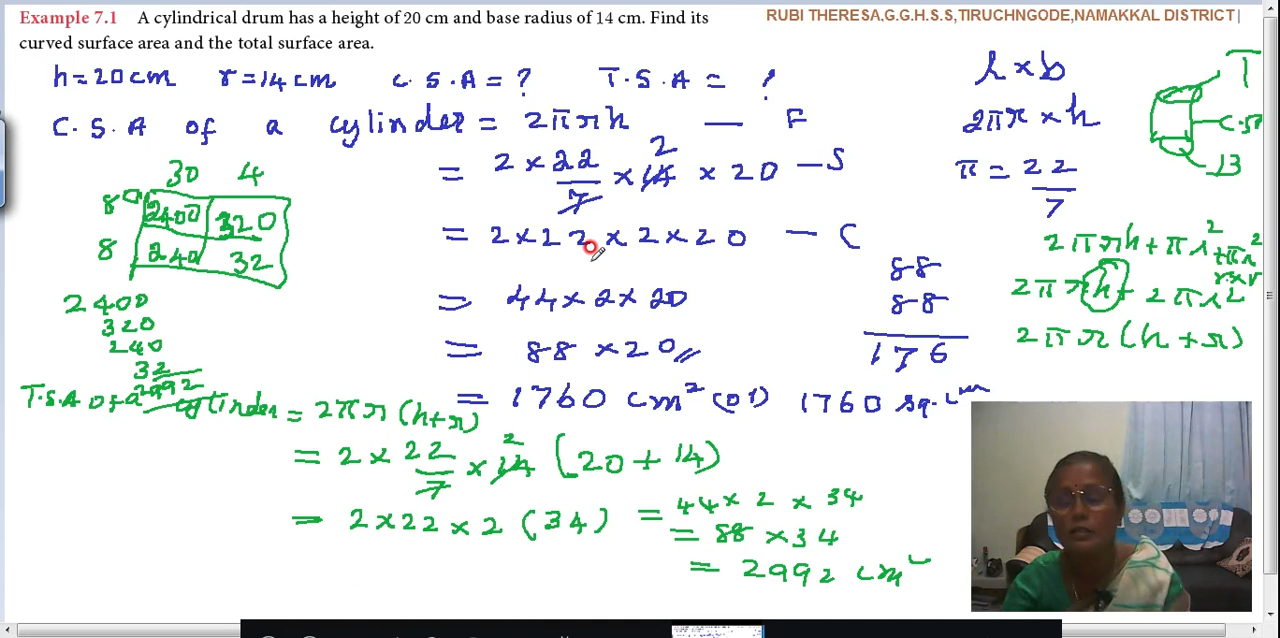 Example 7.1 A cylindrical drum has a height of 20 cm and base radius of 14 cm. Find its
curved surface area and the total surface area.
RUBI THERESA,G.G.H.S.S,TIRUCHNGODE,NAMAKKAL DISTRICT
h = 20 cm r = 14 cm C.S.A = ? T.S.A = ?
C.S.A of a cylinder = 2πrh — F
= 2 × 22/7 × 14 × 20 — S
2
= 2 × 22 × 2 × 20 — C
= 44 × 2 × 20
= 88 × 20
= 1760 cm² (or) 1760 sq. cm
88
88
176
l × b
2πr × h
π = 22/7
T
C.S.A
B
2πrh + πr² + πr²
r×r
2πrh + 2πr²
2πr (h + r)
30 4
80 2400 320
8 240 32
2400
320
240
32
2992
T.S.A of a cylinder = 2πr (h+r)
= 2 × 22/7 × 14 (20 + 14)
2
= 2 × 22 × 2 (34)
= 44 × 2 × 34
= 88 × 34
= 2992 cm²